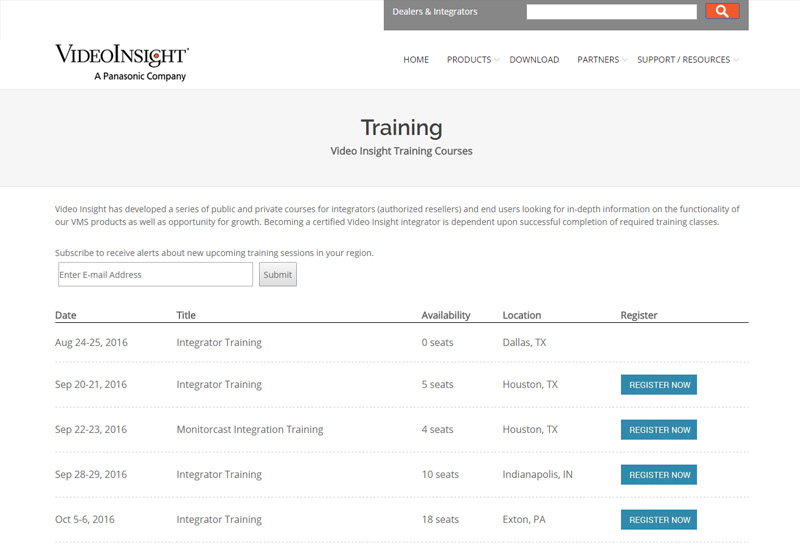 Dealers & Integrators
VIDEOINSIGHT
A Panasonic Company
HOME PRODUCTS DOWNLOAD PARTNERS SUPPORT / RESOURCES
Training
Video Insight Training Courses
Video Insight has developed a series of public and private courses for integrators (authorized resellers) and end users looking for in-depth information on the functionality of
our VMS products as well as opportunity for growth. Becoming a certified Video Insight integrator is dependent upon successful completion of required training classes.
Subscribe to receive alerts about new upcoming training sessions in your region.
Enter E-mail Address Submit
Date Title Availability Location Register
Aug 24-25, 2016 Integrator Training 0 seats Dallas, TX
Sep 20-21, 2016 Integrator Training 5 seats Houston, TX REGISTER NOW
Sep 22-23, 2016 Monitorcast Integration Training 4 seats Houston, TX REGISTER NOW
Sep 28-29, 2016 Integrator Training 10 seats Indianapolis, IN REGISTER NOW
Oct 5-6, 2016 Integrator Training 18 seats Exton, PA REGISTER NOW